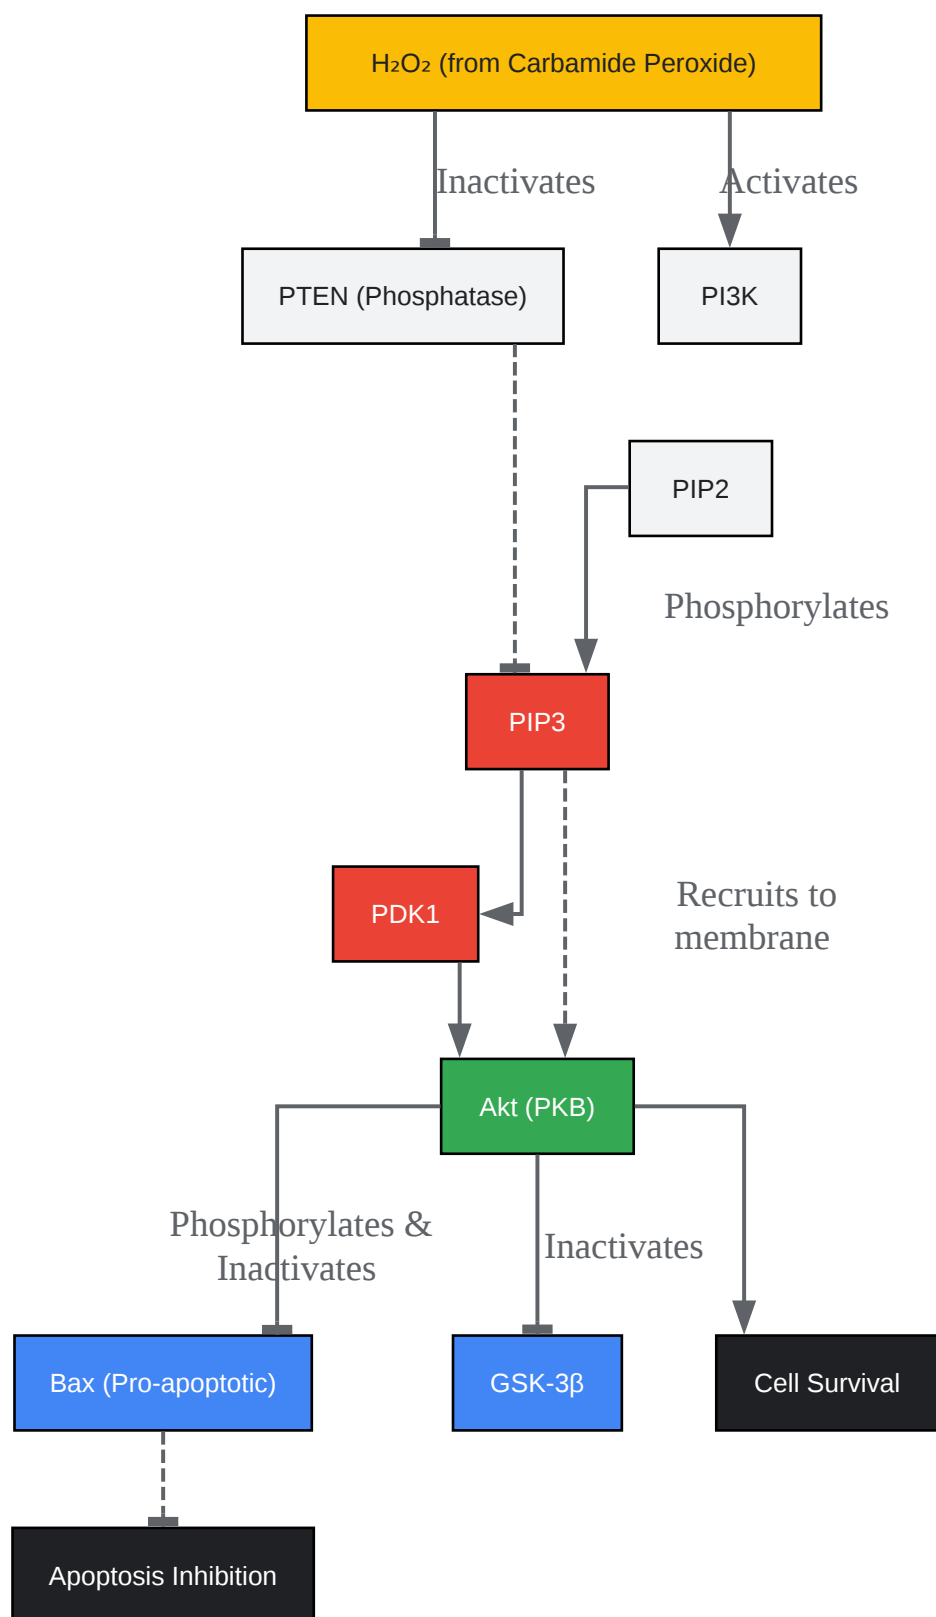 H₂O₂ (from Carbamide Peroxide)
Inactivates
Activates
PTEN (Phosphatase)
PI3K
PIP2
Phosphorylates
PIP3
PDK1
Recruits to
membrane
Akt (PKB)
Phosphorylates &
Inactivates
Inactivates
Bax (Pro-apoptotic)
GSK-3β
Cell Survival
Apoptosis Inhibition